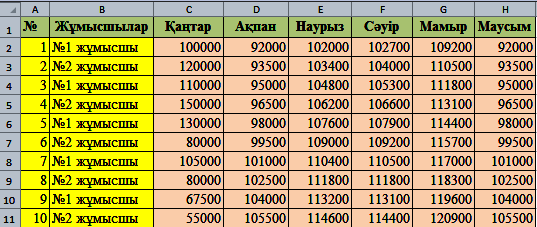 A B C D E F G H
1 № Жұмысшылар Қаңтар Ақпан Наурыз Сәуір Мамыр Маусым
2 1 №1 жұмысшы 100000 92000 102000 102700 109200 92000
3 2 №2 жұмысшы 120000 93500 103400 104000 110500 93500
4 3 №1 жұмысшы 110000 95000 104800 105300 111800 95000
5 4 №2 жұмысшы 150000 96500 106200 106600 113100 96500
6 5 №1 жұмысшы 130000 98000 107600 107900 114400 98000
7 6 №2 жұмысшы 80000 99500 109000 109200 115700 99500
8 7 №1 жұмысшы 105000 101000 110400 110500 117000 101000
9 8 №2 жұмысшы 80000 102500 111800 111800 118300 102500
10 9 №1 жұмысшы 67500 104000 113200 113100 119600 104000
11 10 №2 жұмысшы 55000 105500 114600 114400 120900 105500